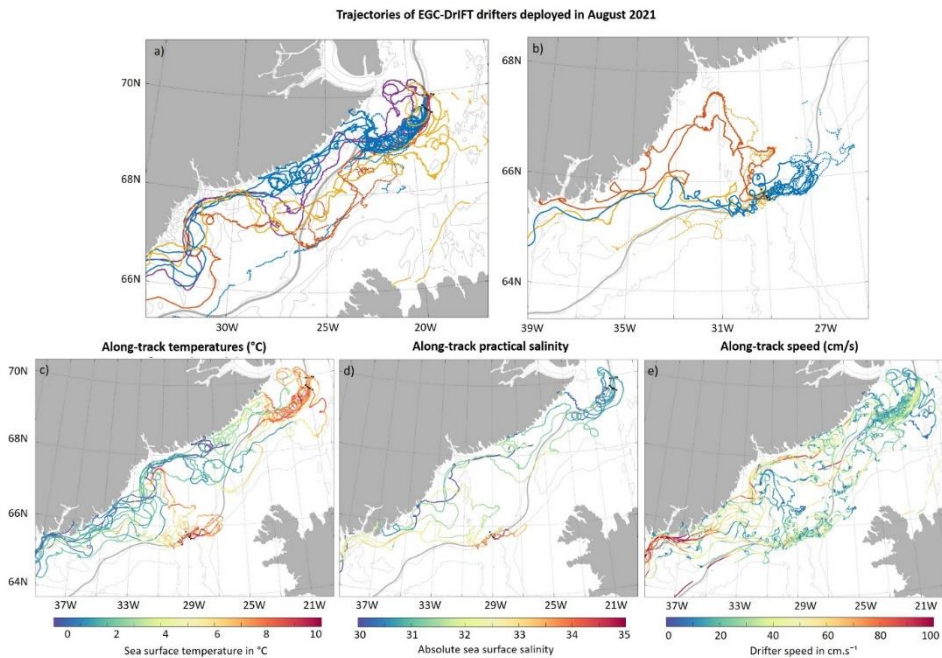 Trajectories of EGC-DrIFT drifters deployed in August 2021
a)
70N
68N
66N
30W 25W 20W
b)
68N
66N
64N
39W 35W 31W 27W
Along-track temperatures (°C)
c)
70N
68N
66N
64N
37W 33W 29W 25W 21W
0 2 4 6 8 10
Sea surface temperature in °C
Along-track practical salinity
d)
37W 33W 29W 25W 21W
30 31 32 33 34 35
Absolute sea surface salinity
Along-track speed (cm/s)
e)
37W 33W 29W 25W 21W
0 20 40 60 80 100
Drifter speed in cm.s⁻¹